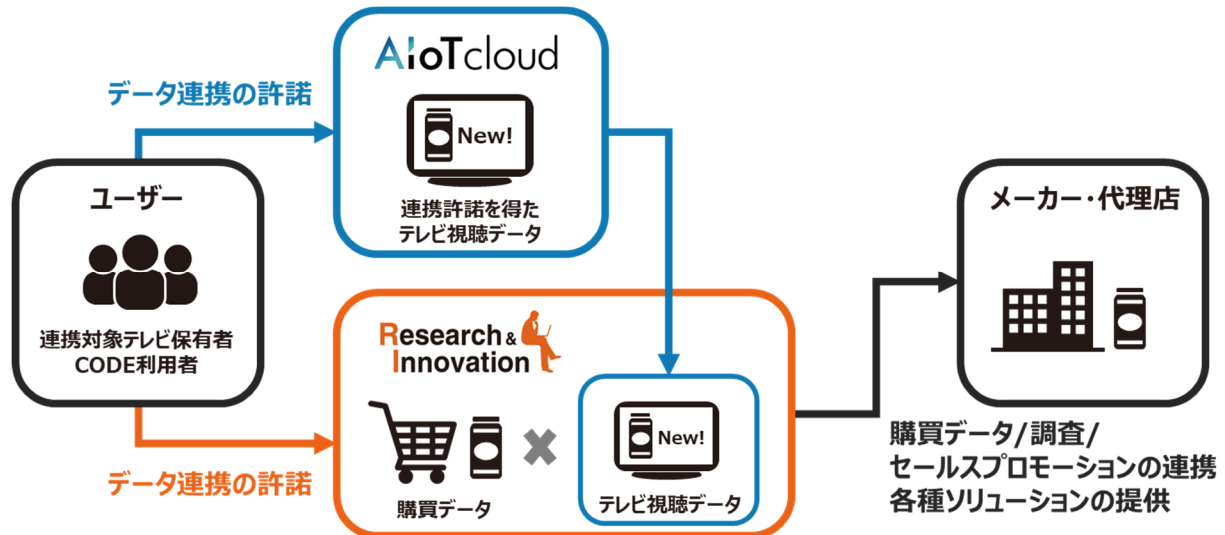 データ連携の許諾
ユーザー
連携対象テレビ保有者
CODE利用者
データ連携の許諾
AIoTcloud
New!
連携許諾を得た
テレビ視聴データ
Research &
Innovation
購買データ
New!
テレビ視聴データ
メーカー・代理店
購買データ/調査/
セールスプロモーションの連携
各種ソリューションの提供